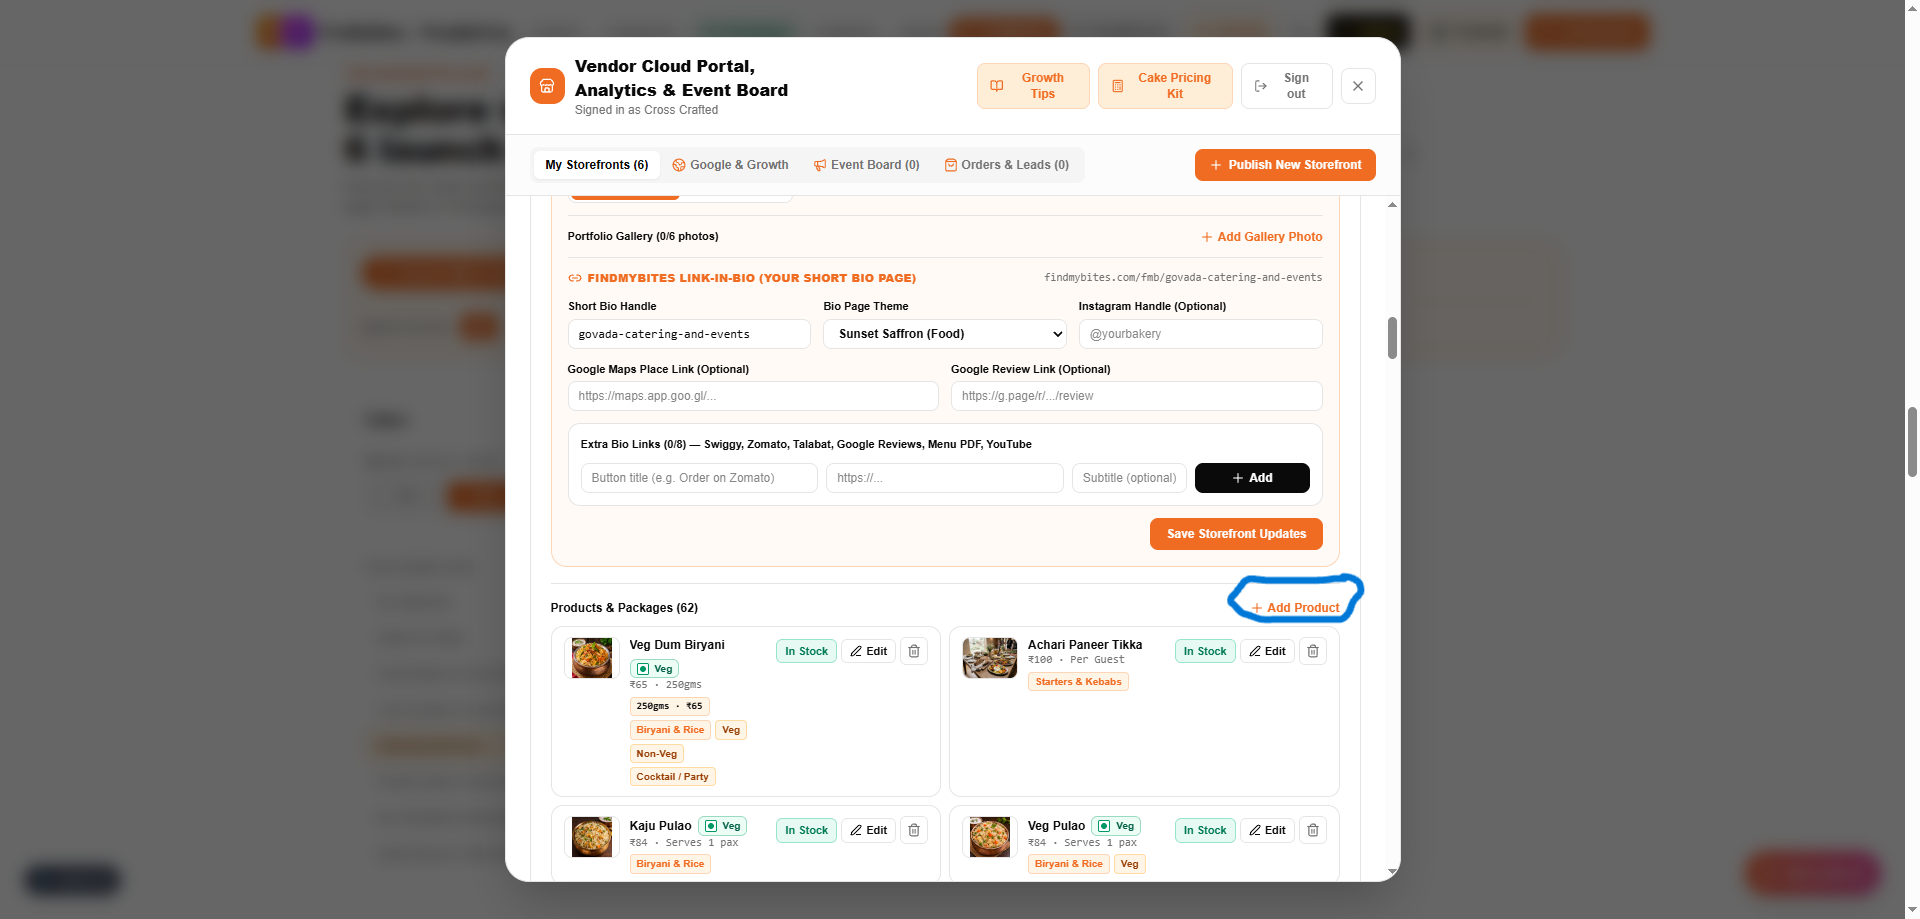 Vendor Cloud Portal,
Analytics & Event Board
Signed in as Cross Crafted
Growth
Tips
Cake Pricing
Kit
Sign
out
My Storefronts (6)
Google & Growth
Event Board (0)
Orders & Leads (0)
+ Publish New Storefront
Portfolio Gallery (0/6 photos)
+ Add Gallery Photo
FINDMYBITES LINK-IN-BIO (YOUR SHORT BIO PAGE)
findmybites.com/fmb/govada-catering-and-events
Short Bio Handle
Bio Page Theme
Instagram Handle (Optional)
govada-catering-and-events
Sunset Saffron (Food)
@yourbakery
Google Maps Place Link (Optional)
Google Review Link (Optional)
https://maps.app.goo.gl/...
https://g.page/r/.../review
Extra Bio Links (0/8) — Swiggy, Zomato, Talabat, Google Reviews, Menu PDF, YouTube
Button title (e.g. Order on Zomato)
https://...
Subtitle (optional)
+ Add
Save Storefront Updates
Products & Packages (62)
+ Add Product
Veg Dum Biryani
In Stock
Edit
Veg
₹65 · 250gms
250gms · ₹65
Biryani & Rice
Veg
Non-Veg
Cocktail / Party
Achari Paneer Tikka
In Stock
Edit
₹100 · Per Guest
Starters & Kebabs
Kaju Pulao
Veg
In Stock
Edit
₹84 · Serves 1 pax
Biryani & Rice
Veg Pulao
Veg
In Stock
Edit
₹84 · Serves 1 pax
Biryani & Rice
Veg